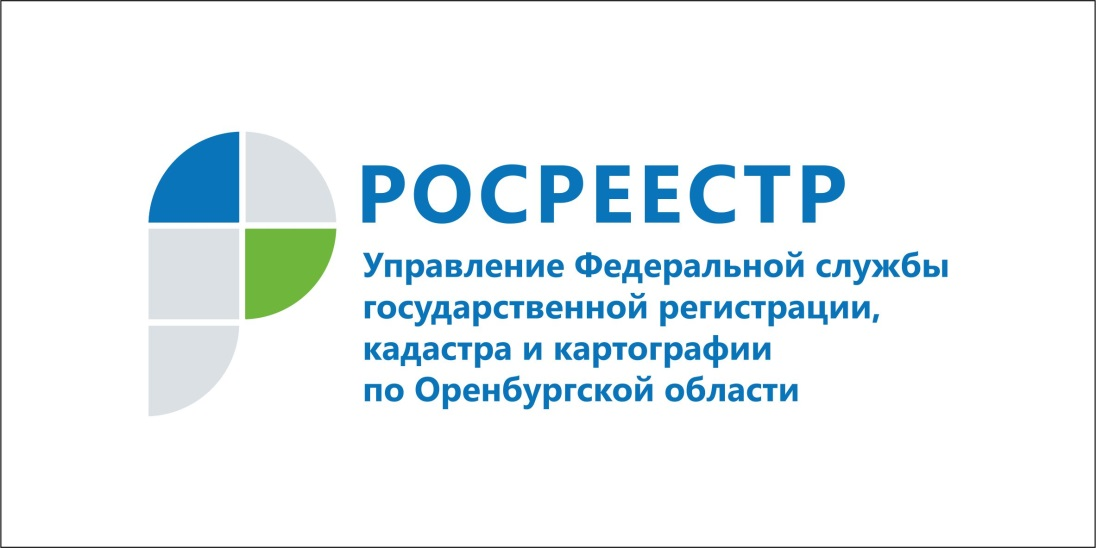 РОСРЕЕСТР
Управление Федеральной службы
государственной регистрации,
кадастра и картографии
по Оренбургской области